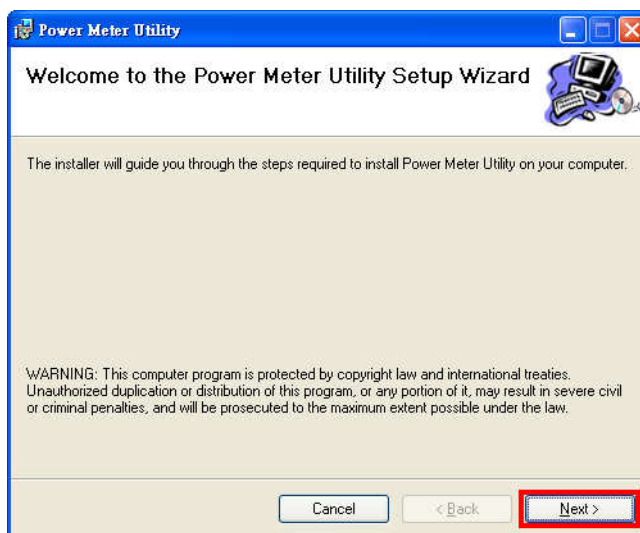 Power Meter Utility
Welcome to the Power Meter Utility Setup Wizard
The installer will guide you through the steps required to install Power Meter Utility on your computer.
WARNING: This computer program is protected by copyright law and international treaties.
Unauthorized duplication or distribution of this program, or any portion of it, may result in severe civil
or criminal penalties, and will be prosecuted to the maximum extent possible under the law.
Cancel
< Back
Next >